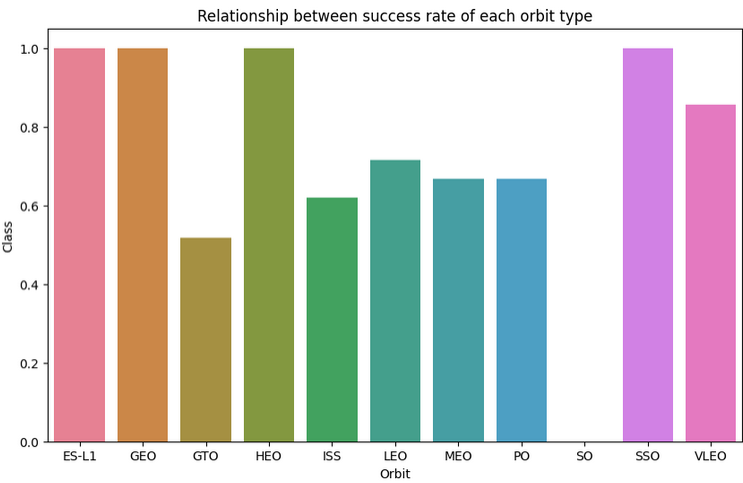 Relationship between success rate of each orbit type
1.0
0.8
0.6
0.4
0.2
0.0
Class
ES-L1 GEO GTO HEO ISS LEO MEO PO SO SSO VLEO
Orbit